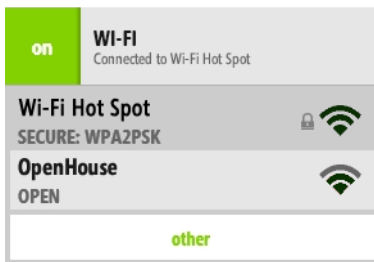 on
WI-FI
Connected to Wi-Fi Hot Spot
Wi-Fi Hot Spot
SECURE: WPA2PSK
OpenHouse
OPEN
other